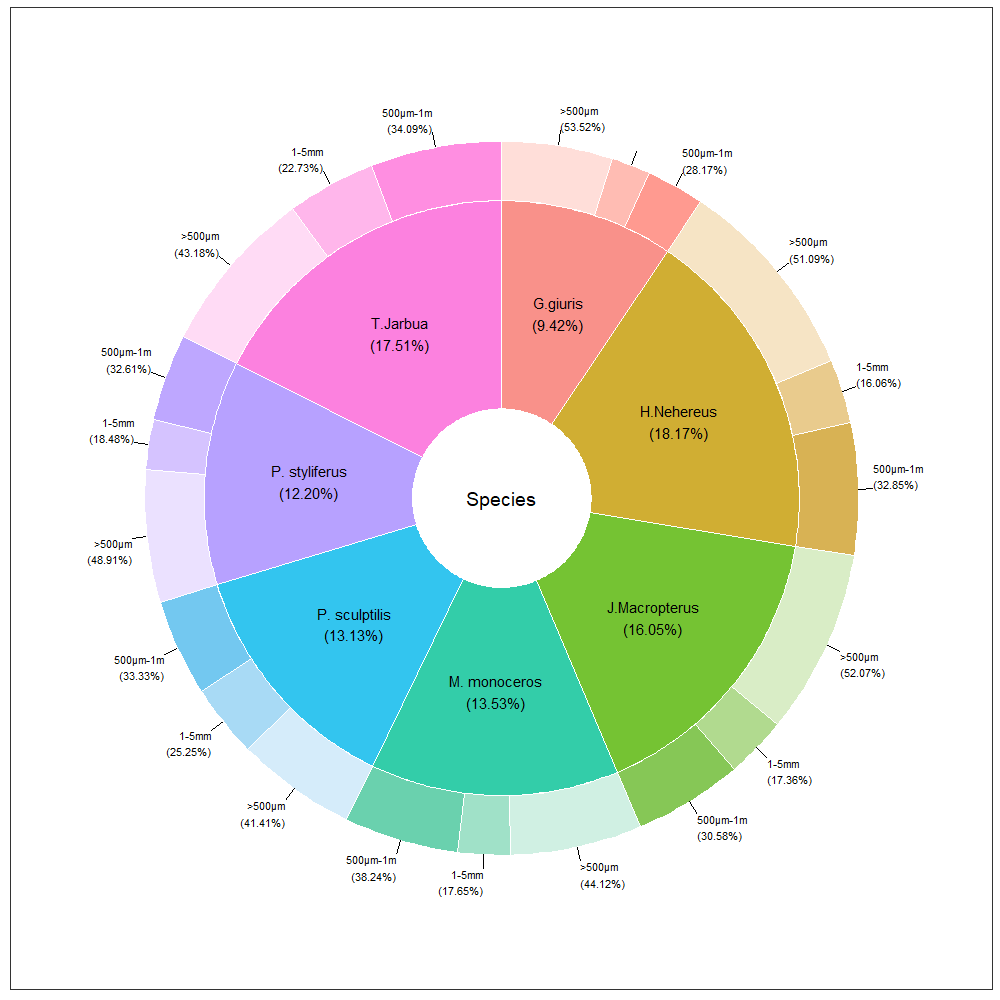 >500µm
(53.52%)
500µm-1m
(28.17%)
>500µm
(51.09%)
1-5mm
(16.06%)
500µm-1m
(32.85%)
>500µm
(52.07%)
1-5mm
(17.36%)
500µm-1m
(30.58%)
>500µm
(44.12%)
1-5mm
(17.65%)
500µm-1m
(38.24%)
>500µm
(41.41%)
1-5mm
(25.25%)
500µm-1m
(33.33%)
>500µm
(48.91%)
1-5mm
(18.48%)
500µm-1m
(32.61%)
>500µm
(43.18%)
1-5mm
(22.73%)
500µm-1m
(34.09%)
G.giuris
(9.42%)
H.Nehereus
(18.17%)
J.Macropterus
(16.05%)
M. monoceros
(13.53%)
P. sculptilis
(13.13%)
P. styliferus
(12.20%)
T.Jarbua
(17.51%)
Species